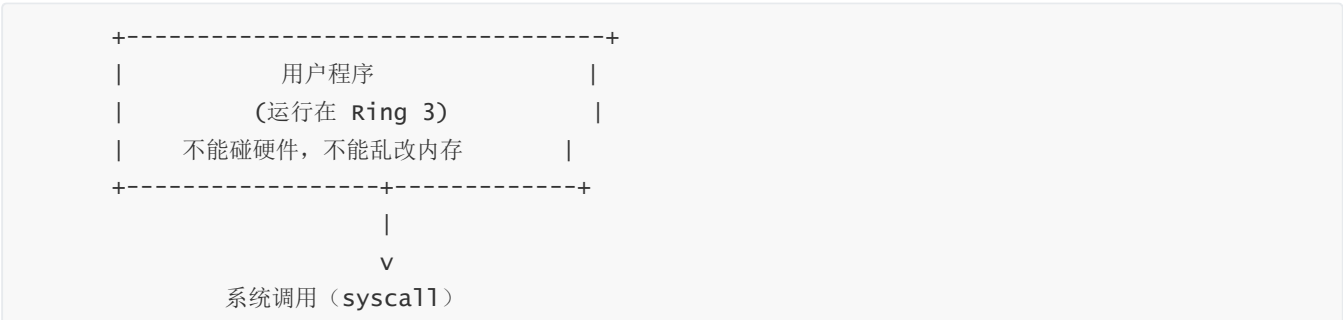 +----------------------------------+
|           用户程序              |
|         (运行在 Ring 3)          |
|    不能碰硬件，不能乱改内存       |
+------------------+-------------+
|
v
系统调用（syscall）